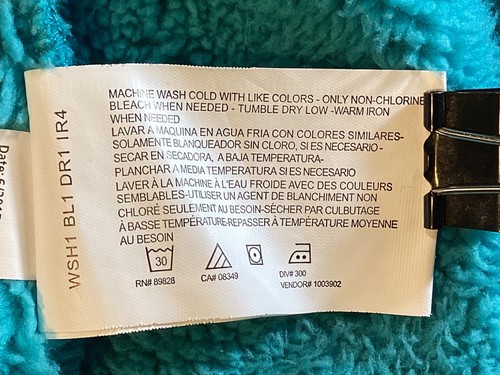 MACHINE WASH COLD WITH LIKE COLORS - ONLY NON-CHLORINE
BLEACH WHEN NEEDED - TUMBLE DRY LOW -WARM IRON
WHEN NEEDED
LAVAR A MAQUINA EN AGUA FRIA CON COLORES SIMILARES-
SOLAMENTE BLANQUEADOR SIN CLORO, SI ES NECESARIO -
SECAR EN SECADORA, A BAJA TEMPERATURA-
PLANCHAR A MEDIA TEMPERATURA SI ES NECESARIO
LAVER À LA MACHINE À L'EAU FROIDE AVEC DES COULEURS
SEMBLABLES-UTILISER UN AGENT DE BLANCHIMENT NON
CHLORÉ SEULEMENT AU BESOIN-SÉCHER PAR CULBUTAGE
À BASSE TEMPÉRATURE-REPASSER À TEMPÉRATURE MOYENNE
AU BESOIN
30
RN# 89828
CA# 08349
DIV# 300
VENDOR# 1003902
WSH1 BL1 DR1 IR4
Date: